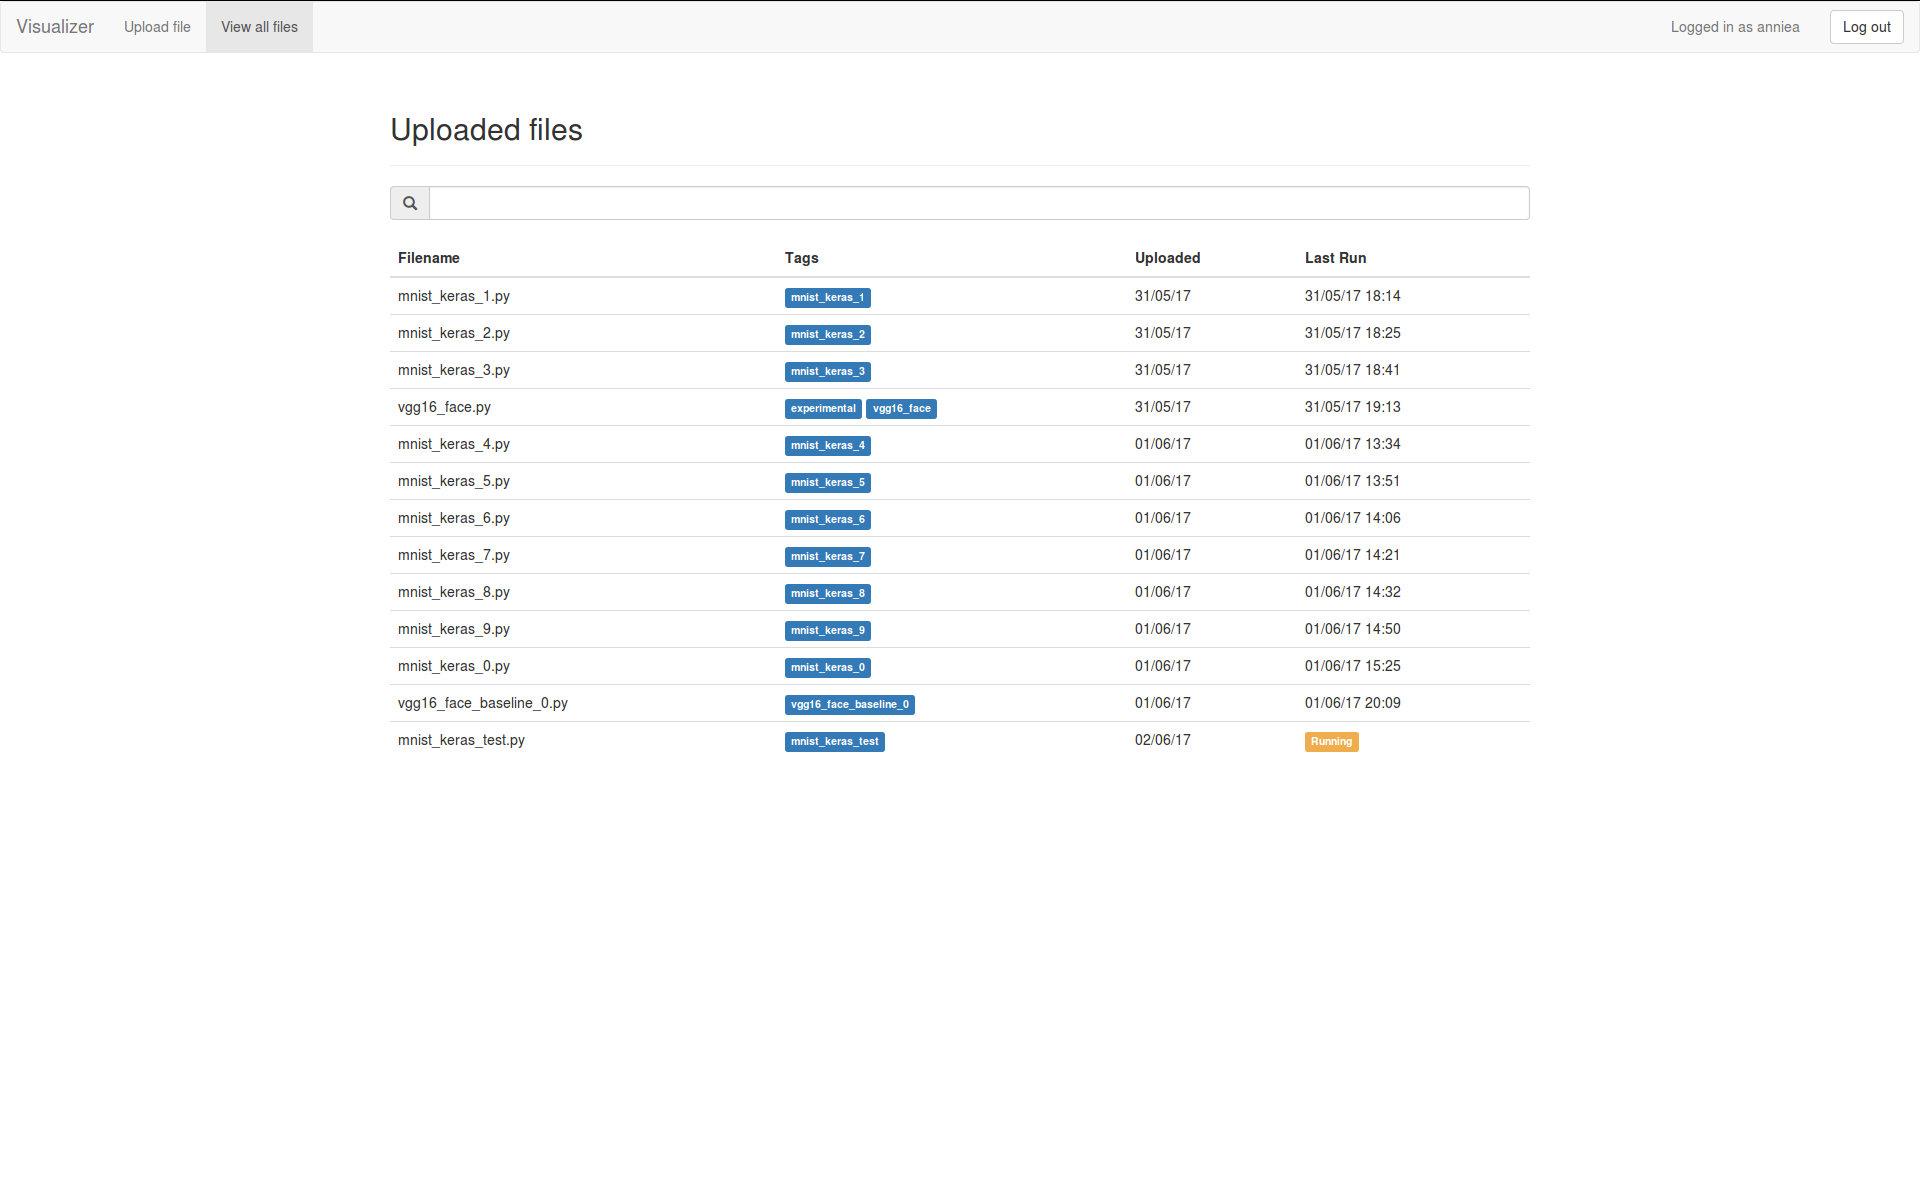 Visualizer Upload file View all files Logged in as anniea Log out
Uploaded files
Filename Tags Uploaded Last Run
mnist_keras_1.py mnist_keras_1 31/05/17 31/05/17 18:14
mnist_keras_2.py mnist_keras_2 31/05/17 31/05/17 18:25
mnist_keras_3.py mnist_keras_3 31/05/17 31/05/17 18:41
vgg16_face.py experimental vgg16_face 31/05/17 31/05/17 19:13
mnist_keras_4.py mnist_keras_4 01/06/17 01/06/17 13:34
mnist_keras_5.py mnist_keras_5 01/06/17 01/06/17 13:51
mnist_keras_6.py mnist_keras_6 01/06/17 01/06/17 14:06
mnist_keras_7.py mnist_keras_7 01/06/17 01/06/17 14:21
mnist_keras_8.py mnist_keras_8 01/06/17 01/06/17 14:32
mnist_keras_9.py mnist_keras_9 01/06/17 01/06/17 14:50
mnist_keras_0.py mnist_keras_0 01/06/17 01/06/17 15:25
vgg16_face_baseline_0.py vgg16_face_baseline_0 01/06/17 01/06/17 20:09
mnist_keras_test.py mnist_keras_test 02/06/17 Running